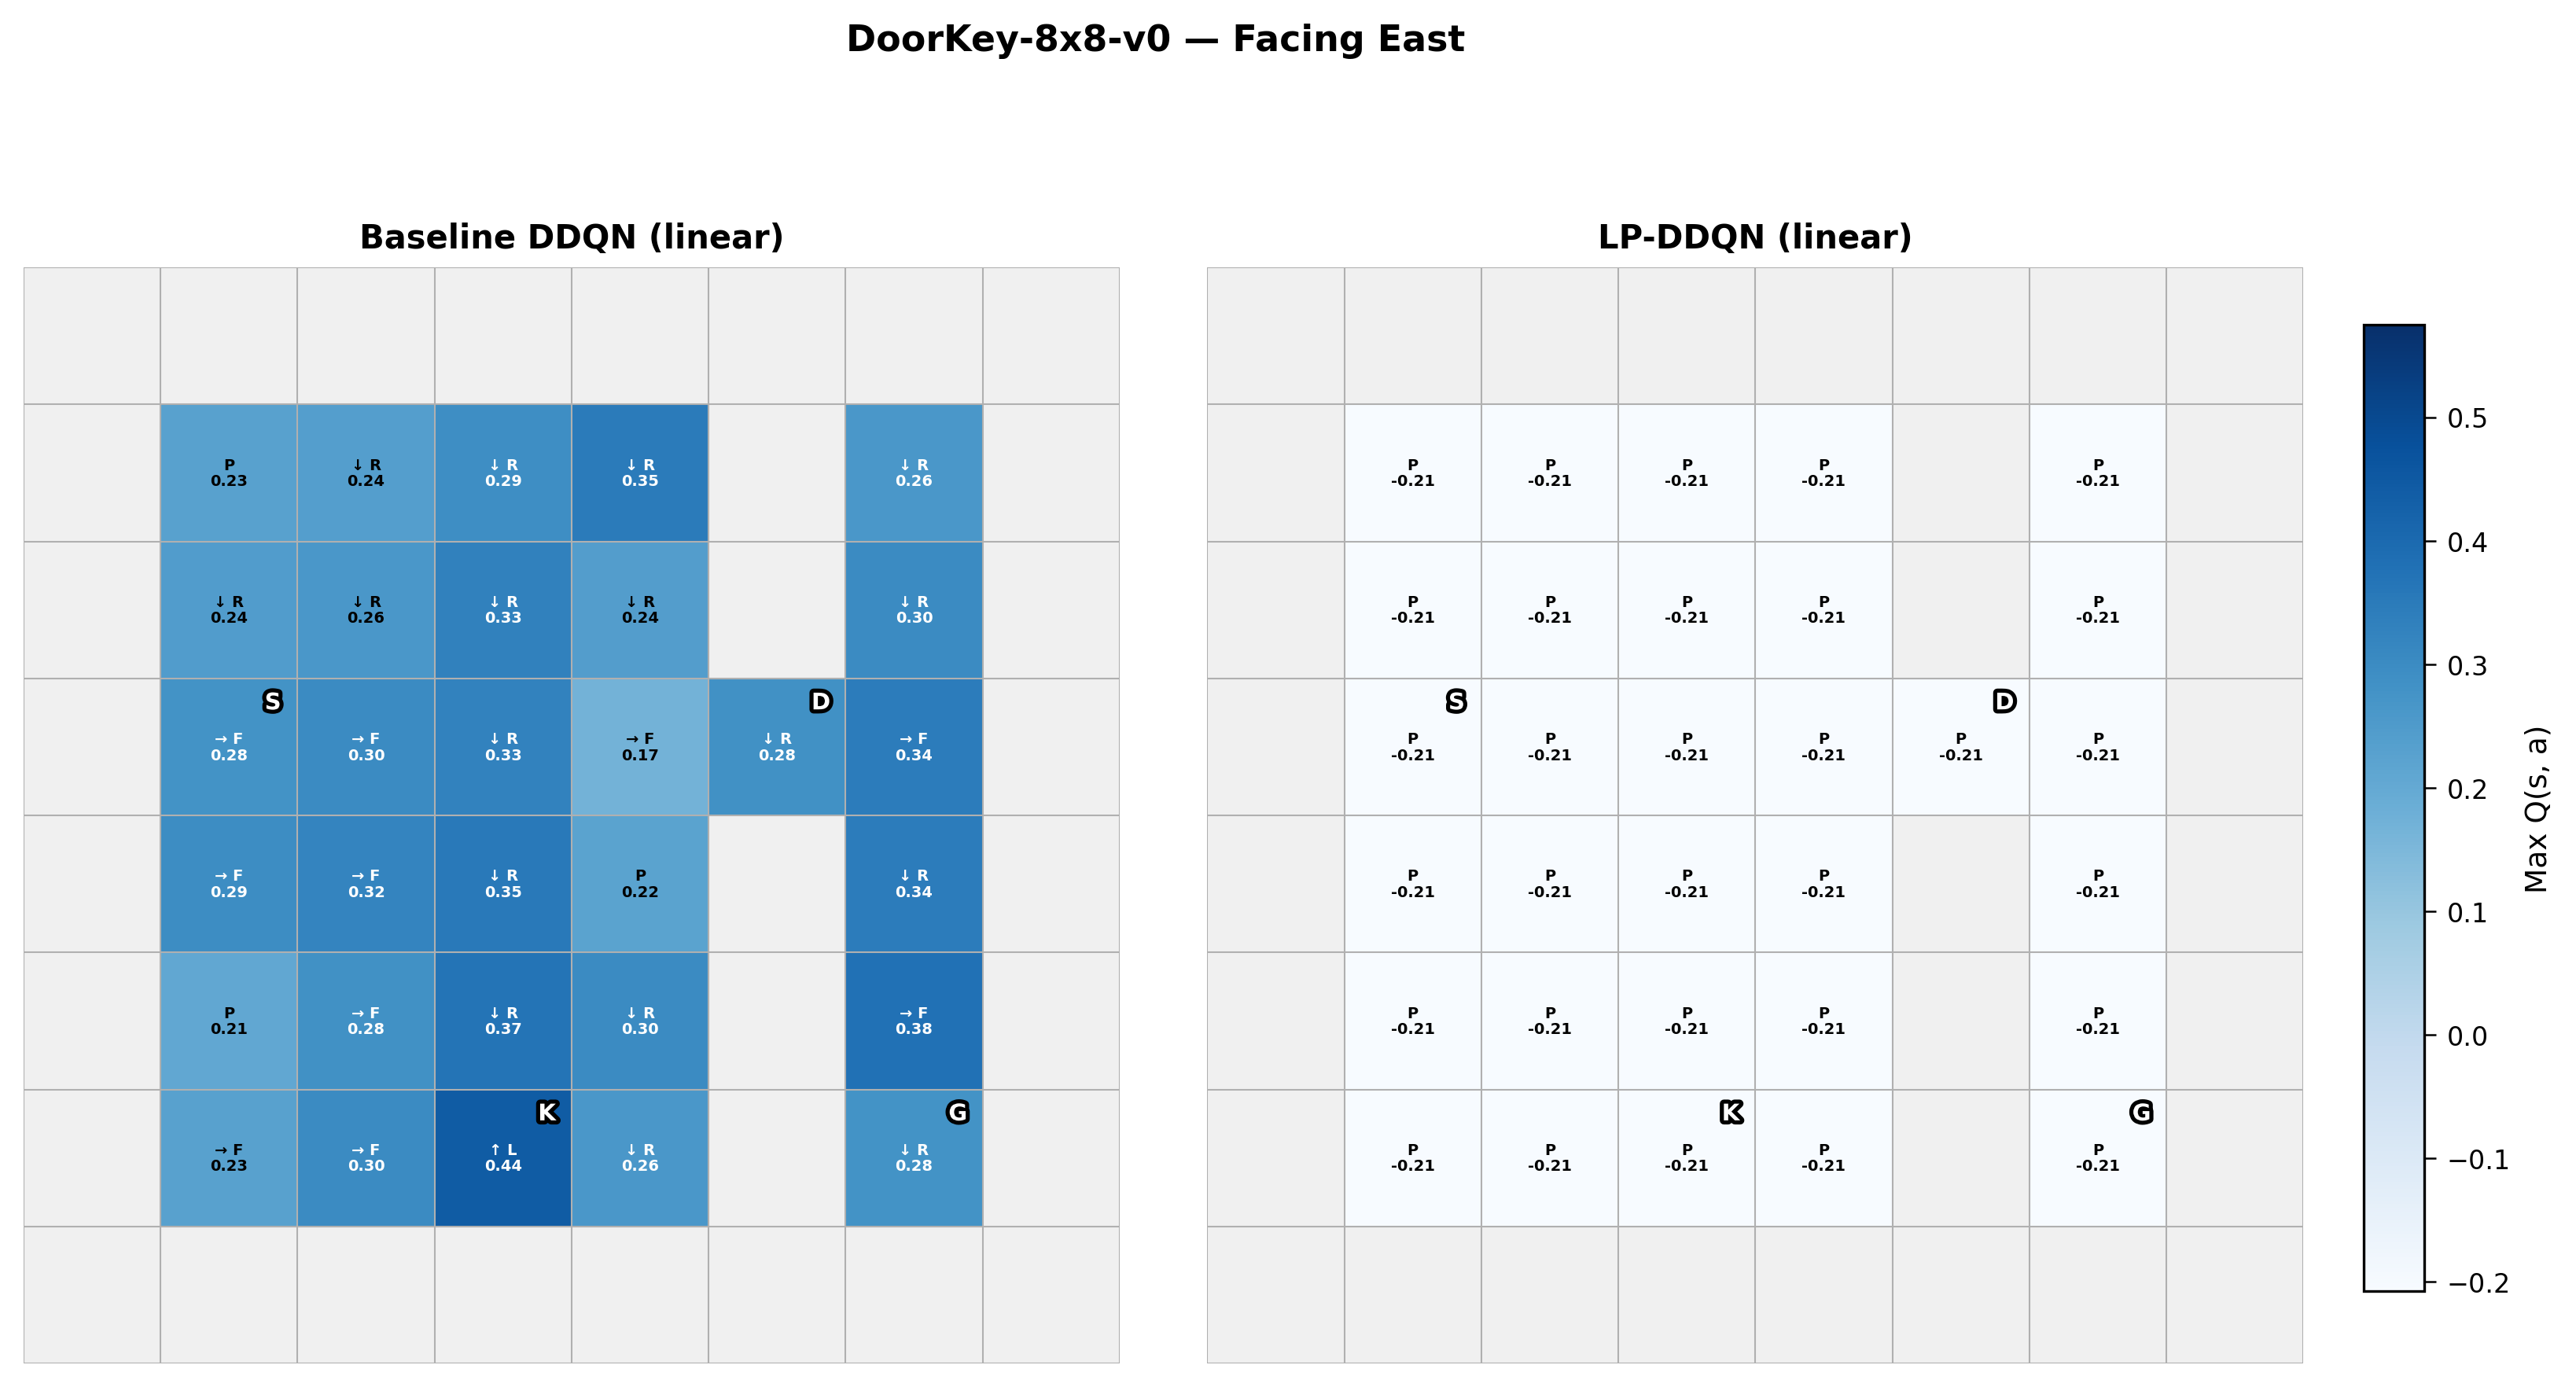 DoorKey-8x8-v0 — Facing East
Baseline DDQN (linear)
P ↓ R ↓ R ↓ R ↓ R
0.23 0.24 0.29 0.35 0.26
↓ R ↓ R ↓ R ↓ R ↓ R
0.24 0.26 0.33 0.24 0.30
S D
→ F → F ↓ R → F ↓ R → F
0.28 0.30 0.33 0.17 0.28 0.34
→ F → F ↓ R P ↓ R
0.29 0.32 0.35 0.22 0.34
P → F ↓ R ↓ R → F
0.21 0.28 0.37 0.30 0.38
K G
→ F → F ↑ L ↓ R ↓ R
0.23 0.30 0.44 0.26 0.28
LP-DDQN (linear)
P P P P P
-0.21 -0.21 -0.21 -0.21 -0.21
P P P P P
-0.21 -0.21 -0.21 -0.21 -0.21
S D
P P P P P P
-0.21 -0.21 -0.21 -0.21 -0.21 -0.21
P P P P P
-0.21 -0.21 -0.21 -0.21 -0.21
P P P P P
-0.21 -0.21 -0.21 -0.21 -0.21
K G
P P P P P
-0.21 -0.21 -0.21 -0.21 -0.21
0.5
0.4
0.3
0.2
0.1
0.0
−0.1
−0.2
Max Q(s, a)